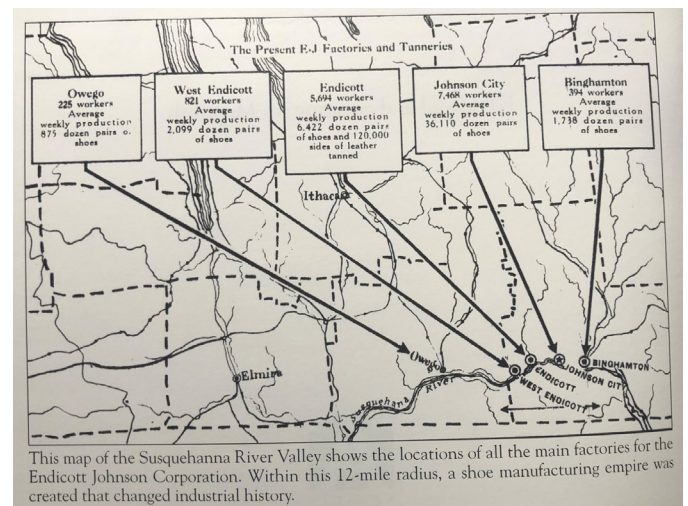 The Present E-J Factories and Tanneries
Owego
225 workers
Average
weekly production
875 dozen pairs o.
shoes
West Endicott
821 workers
Average
weekly production
2,099 dozen pairs
of shoes
Endicott
5,694 workers
Average
weekly production
6,422 dozen pairs
of shoes and 120,000
sides of leather
tanned
Johnson City
7,468 workers
Average
weekly production
36,110 dozen pairs
of shoes
Binghamton
394 workers
Average
weekly production
1,738 dozen pairs
of shoes
Ithaca
Owego
Elmira
Susquehana
River
BINGHAMTON
JOHNSON CITY
ENDICOTT
WEST ENDICOTT
This map of the Susquehanna River Valley shows the locations of all the main factories for the
Endicott Johnson Corporation. Within this 12-mile radius, a shoe manufacturing empire was
created that changed industrial history.